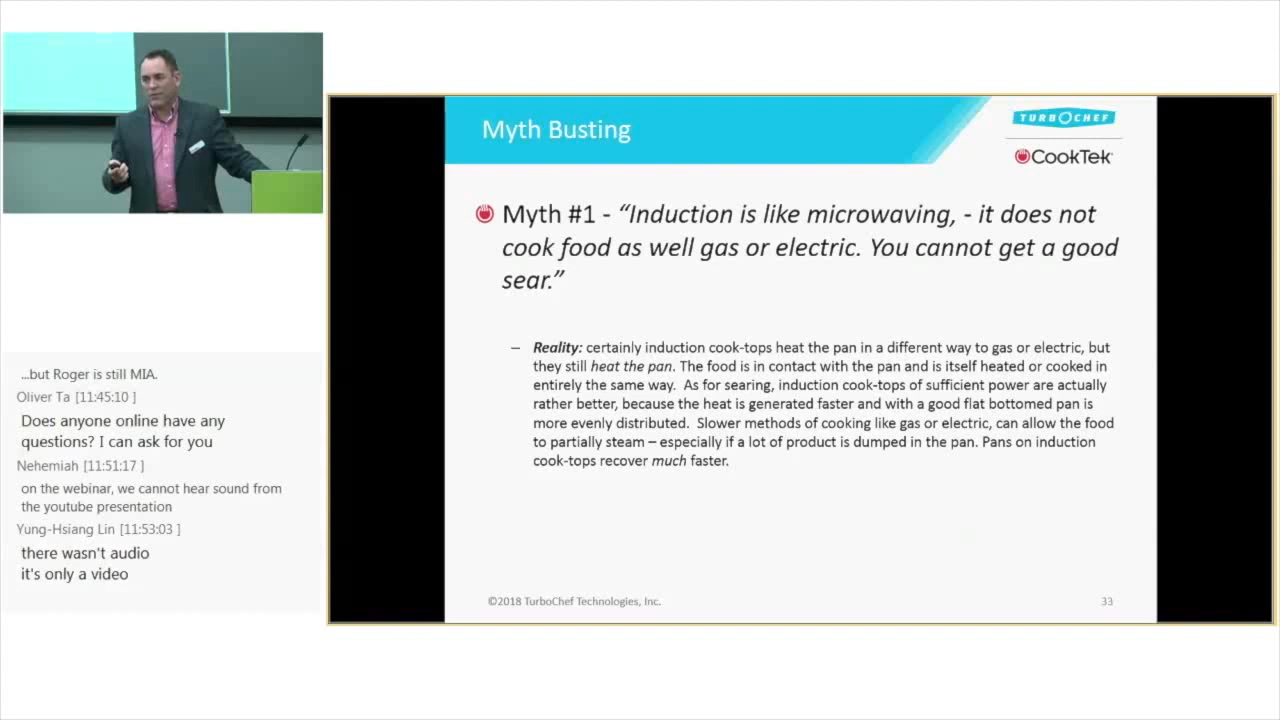 Myth Busting
TURBOCHEF
CookTek
Myth #1 - “Induction is like microwaving, - it does not
cook food as well gas or electric. You cannot get a good
sear.”
– Reality: certainly induction cook-tops heat the pan in a different way to gas or electric, but
they still heat the pan. The food is in contact with the pan and is itself heated or cooked in
entirely the same way. As for searing, induction cook-tops of sufficient power are actually
rather better, because the heat is generated faster and with a good flat bottomed pan is
more evenly distributed. Slower methods of cooking like gas or electric, can allow the food
to partially steam – especially if a lot of product is dumped in the pan. Pans on induction
cook-tops recover much faster.
©2018 TurboChef Technologies, Inc.
33
...but Roger is still MIA.
Oliver Ta [11:45:10 ]
Does anyone online have any
questions? I can ask for you
Nehemiah [11:51:17 ]
on the webinar, we cannot hear sound from
the youtube presentation
Yung-Hsiang Lin [11:53:03 ]
there wasn't audio
it's only a video